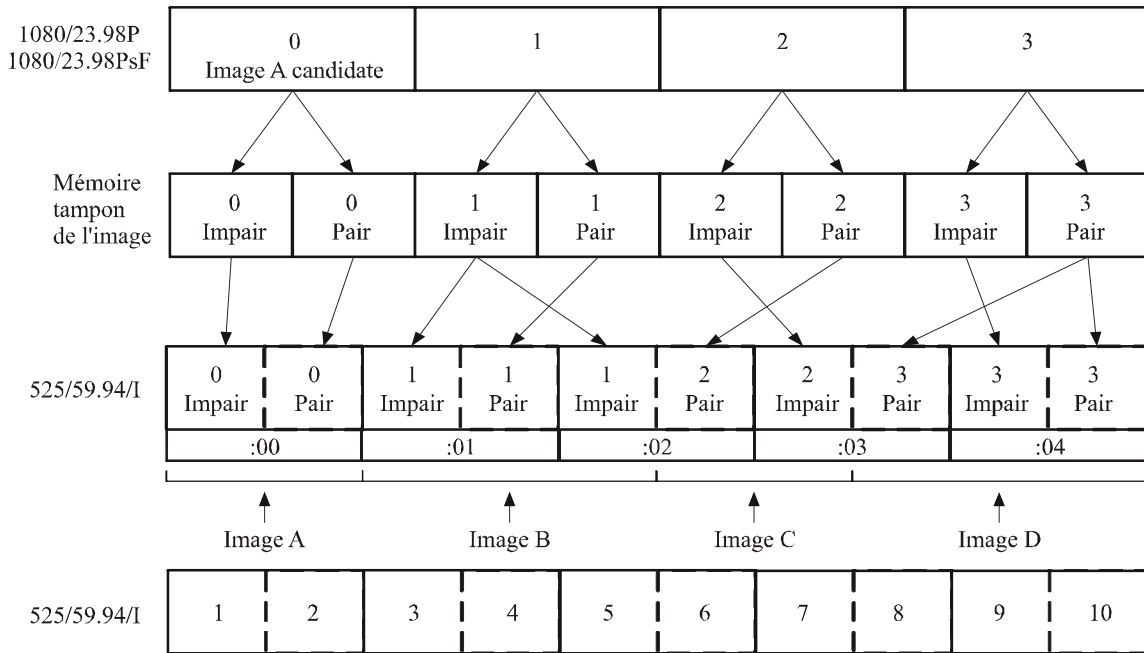 1080/23.98P
1080/23.98PsF
0 1 2 3
Image A candidate
Mémoire
tampon
de l'image
0 0 1 1 2 2 3 3
Impair Pair Impair Pair Impair Pair Impair Pair
525/59.94/I
0 0 1 1 1 2 2 3 3 3
Impair Pair Impair Pair Impair Pair Impair Pair Impair Pair
:00 :01 :02 :03 :04
Image A Image B Image C Image D
525/59.94/I
1 2 3 4 5 6 7 8 9 10